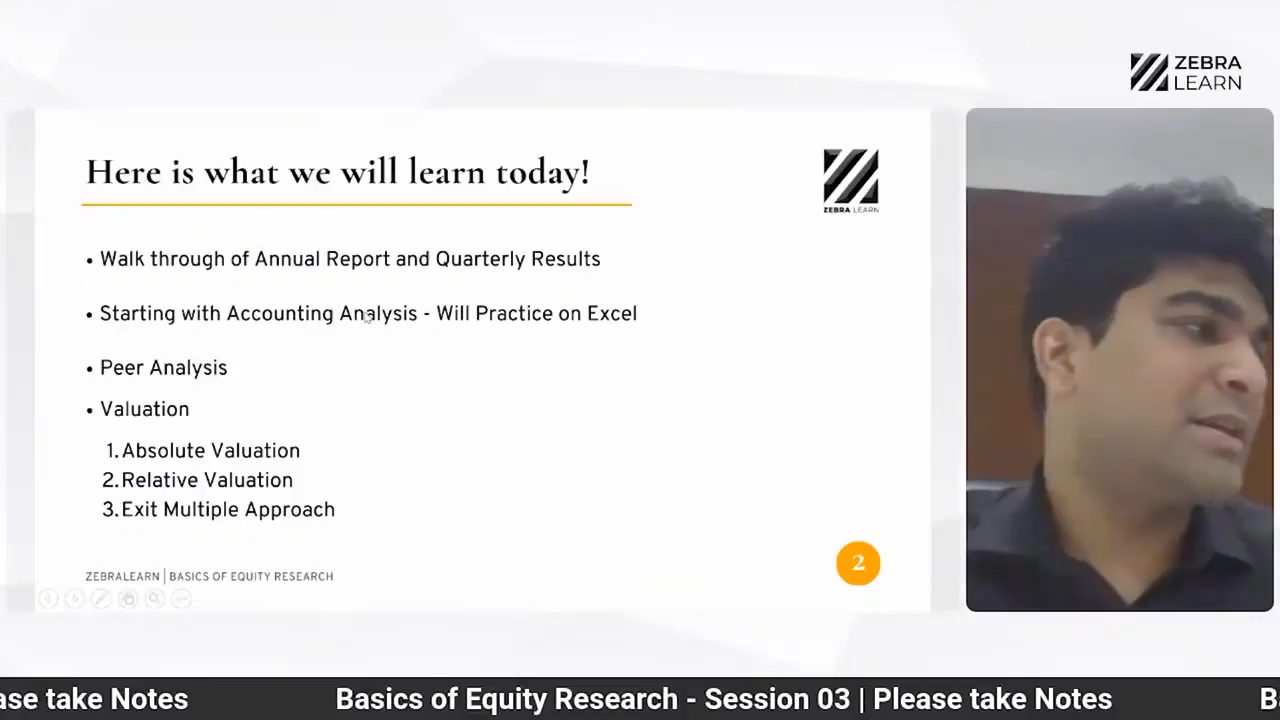 ZEBRA
LEARN
Here is what we will learn today!
ZEBRA LEARN
• Walk through of Annual Report and Quarterly Results
• Starting with Accounting Analysis - Will Practice on Excel
• Peer Analysis
• Valuation
1. Absolute Valuation
2. Relative Valuation
3. Exit Multiple Approach
2
ZEBRALEARN | BASICS OF EQUITY RESEARCH
ase take Notes Basics of Equity Research - Session 03 | Please take Notes Ba